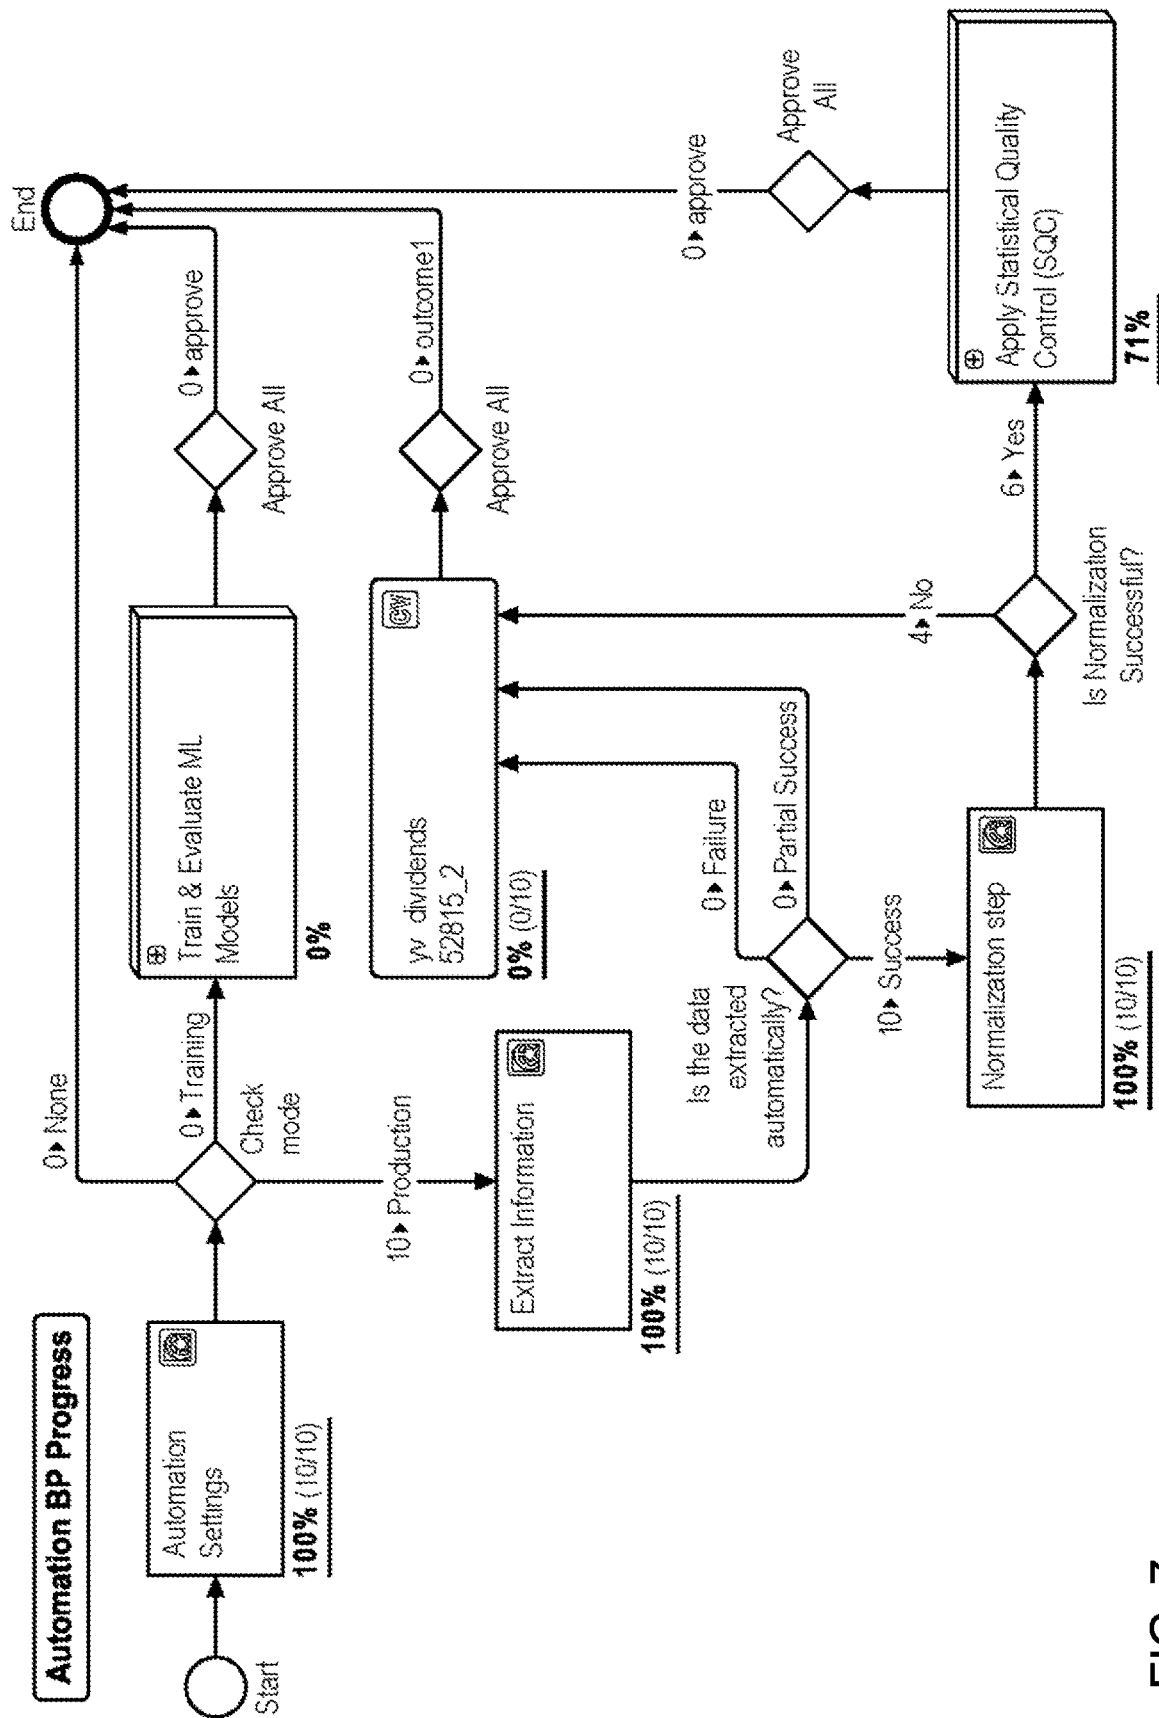 Automation BP Progress
Start
Automation
Settings
100% (10/10)
Check
mode
0▸None
0▸Training
10▸Production
Train & Evaluate ML
Models
0%
Approve All
0▸approve
End
Extract Information
100% (10/10)
Is the data
extracted
automatically?
0▸Failure
0▸Partial Success
10▸Success
yv dividends
52815_2
0% (0/10)
Approve All
0▸outcome1
Normalization step
100% (10/10)
Is Normalization
Successful?
4▸No
6▸Yes
Apply Statistical Quality
Control (SQC)
71%
Approve
All
0▸approve